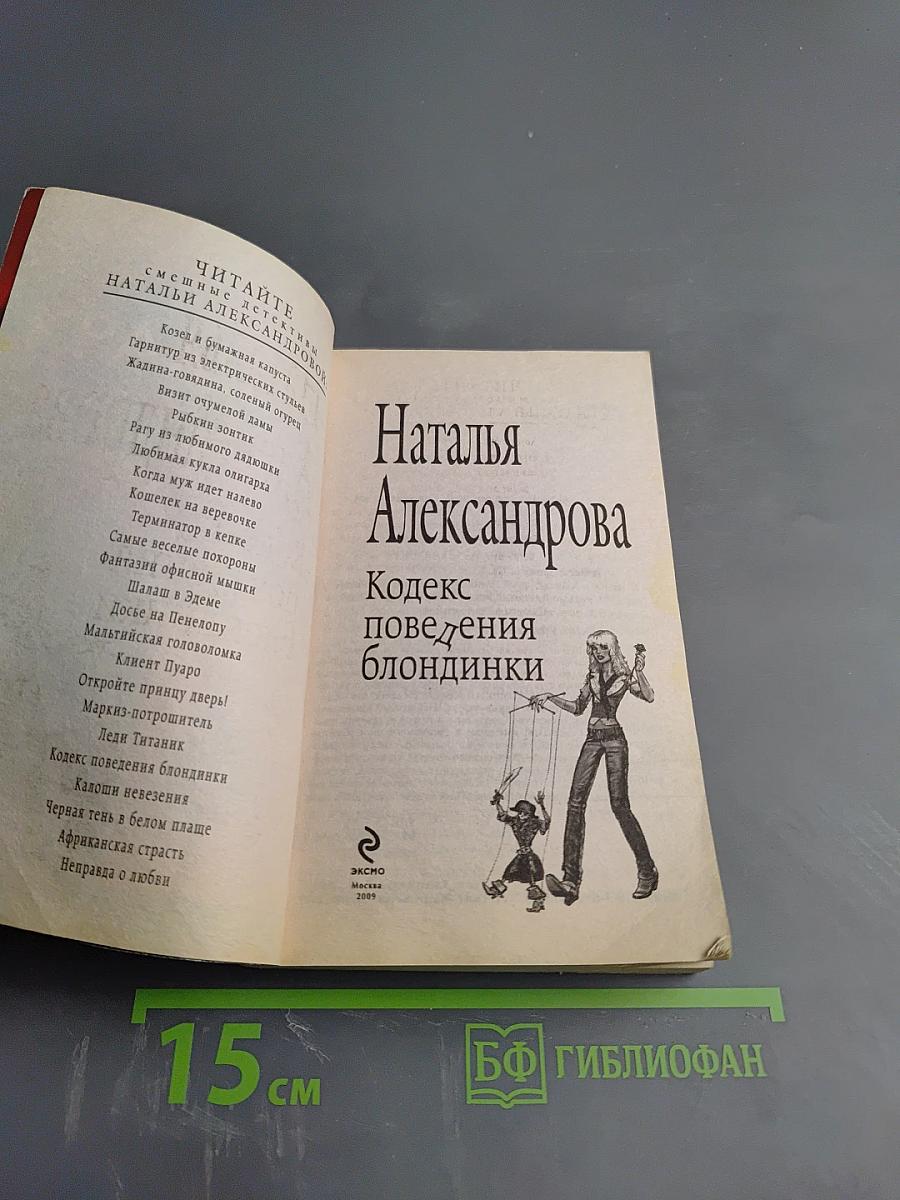 ЧИТАЙТЕ
смешные детективы
НАТАЛЬИ АЛЕКСАНДРОВОЙ
Козел и бумажная капуста
Гарнитур из электрических стульев
Жадина-говядина, соленый огурец
Визит очумелой дамы
Рыбкин зонтик
Рагу из любимого дядюшки
Любимая кукла олигарха
Когда муж идет налево
Кошелек на веревочке
Терминатор в кепке
Самые веселые похороны
Фантазии офисной мышки
Шалаш в Эдеме
Досье на Пенелопу
Мальтийская головоломка
Клиент Пуаро
Откройте принцу дверь!
Маркиз-потрошитель
Леди Титаник
Кодекс поведения блондинки
Калоши невезения
Черная тень в белом плаще
Африканская страсть
Неправда о любви
Наталья
Александрова
Кодекс
поведения
блондинки
ЭКСМО
Москва
2009
15 см
БФ ГИБЛИОФАН